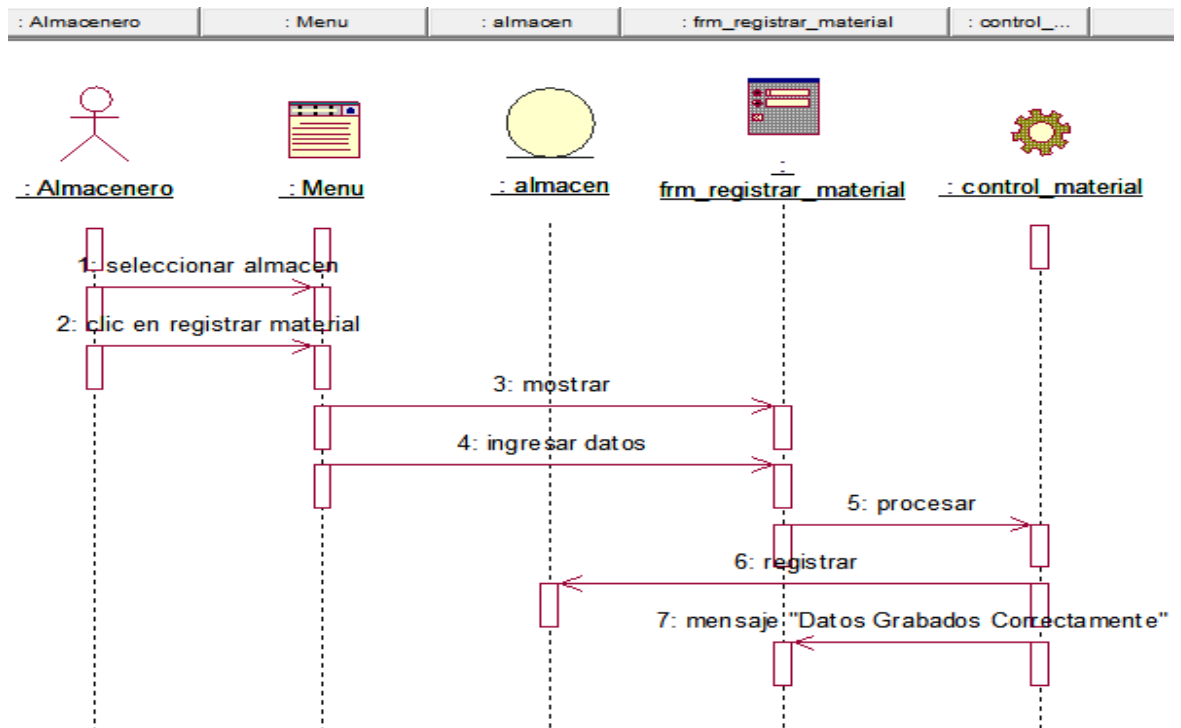 : Almacenero : Menu : almacen : frm_registrar_material : control_...
: Almacenero : Menu : almacen :
frm_registrar_material : control_material
1: seleccionar almacen
2: clic en registrar material
3: mostrar
4: ingresar datos
5: procesar
6: registrar
7: mensaje "Datos Grabados Correctamente"